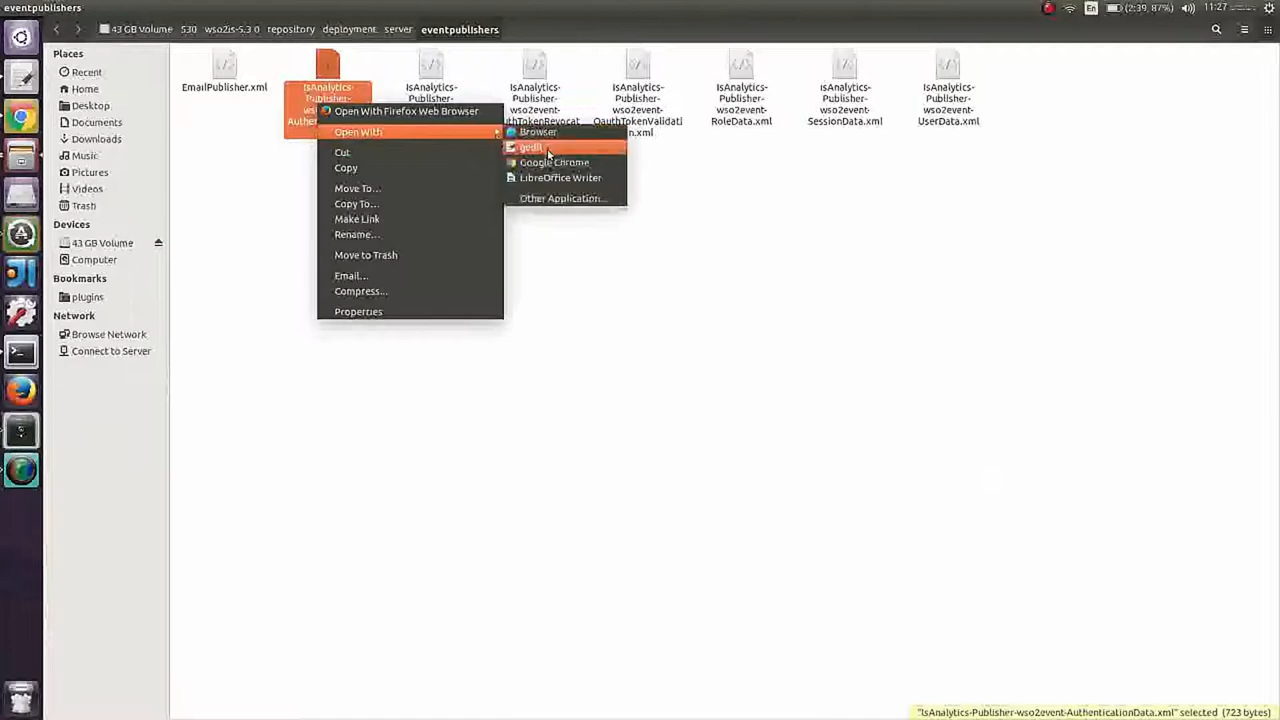 eventpublishers
En
(2:39, 87%)
11:27
43 GB Volume
530
wso2is-5.3 0
repository
deployment
server
eventpublishers
Places
Recent
Home
Desktop
Documents
Downloads
Music
Pictures
Videos
Trash
Devices
43 GB Volume
Computer
Bookmarks
plugins
Network
Browse Network
Connect to Server
EmailPublisher.xml
IsAnalytics-
Publisher-
IsAnalytics-
Publisher-
IsAnalytics-
Publisher-
wso2event-
IsAnalytics-
Publisher-
wso2event-
OauthTokenValidati
n.xml
IsAnalytics-
Publisher-
wso2event-
RoleData.xml
IsAnalytics-
Publisher-
wso2event-
SessionData.xml
IsAnalytics-
Publisher-
wso2event-
UserData.xml
Open With Firefox Web Browser
Open With
Cut
Copy
Move To...
Copy To...
Make Link
Rename...
Move to Trash
Email...
Compress...
Properties
Browser
gedit
Google Chrome
LibreOffice Writer
Other Application...
"IsAnalytics-Publisher-wso2event-AuthenticationData.xml" selected (723 bytes)